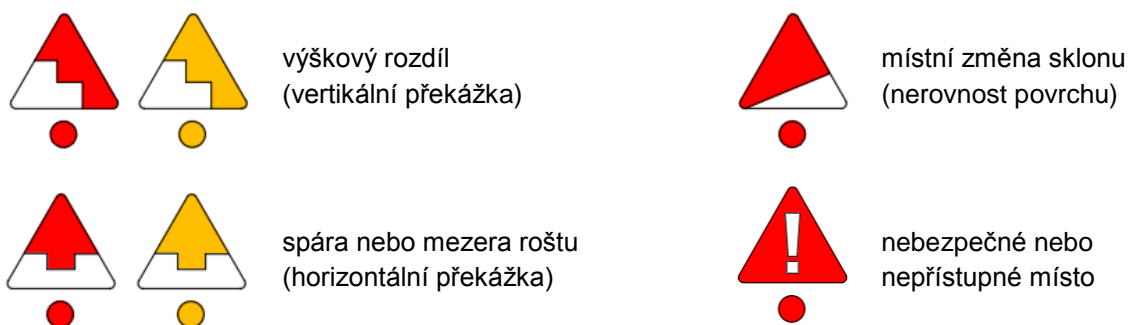 výškový rozdíl
(vertikální překážka)
místní změna sklonu
(nerovnost povrchu)
spára nebo mezera roštu
(horizontální překážka)
!
nebezpečné nebo
nepřístupné místo